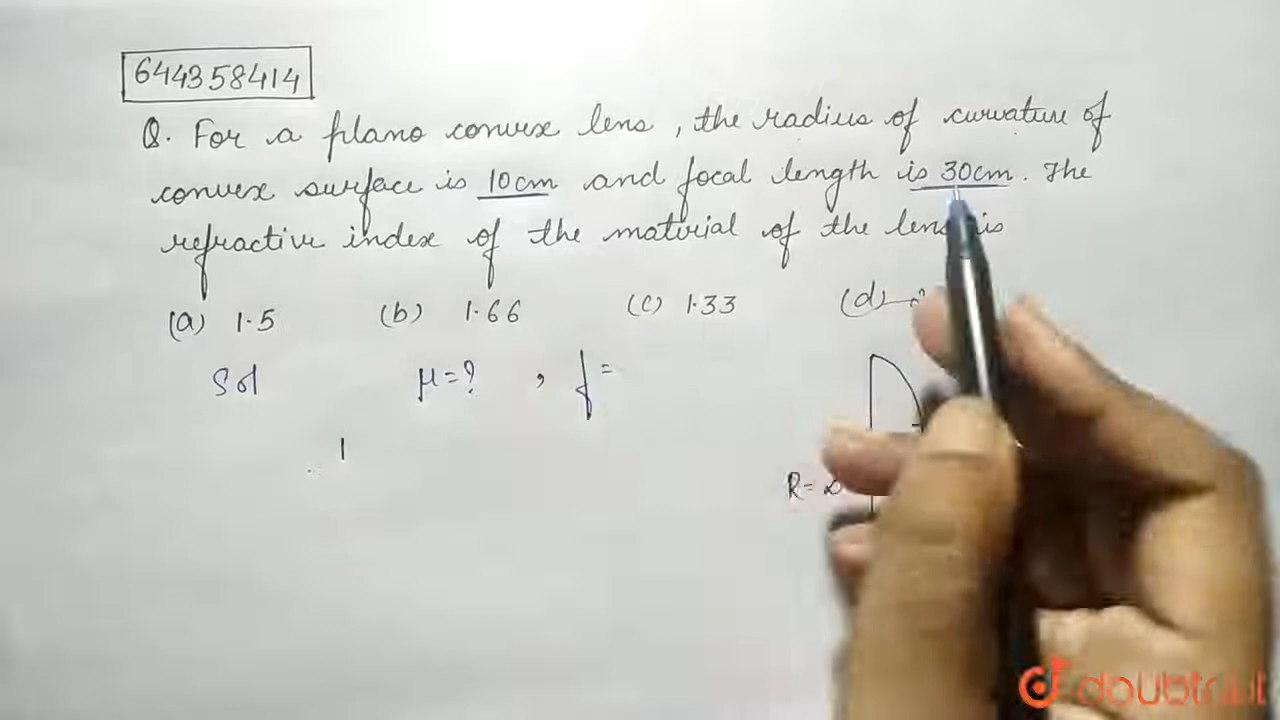 644358414
Q. For a plano convex lens, the radius of curvature of
convex surface is 10cm and focal length is 30cm. The
refractive index of the material of the lens is
(a) 1.5 (b) 1.66 (c) 1.33 (d)
Sol μ=? , f=
1
R=∞
doubtnut